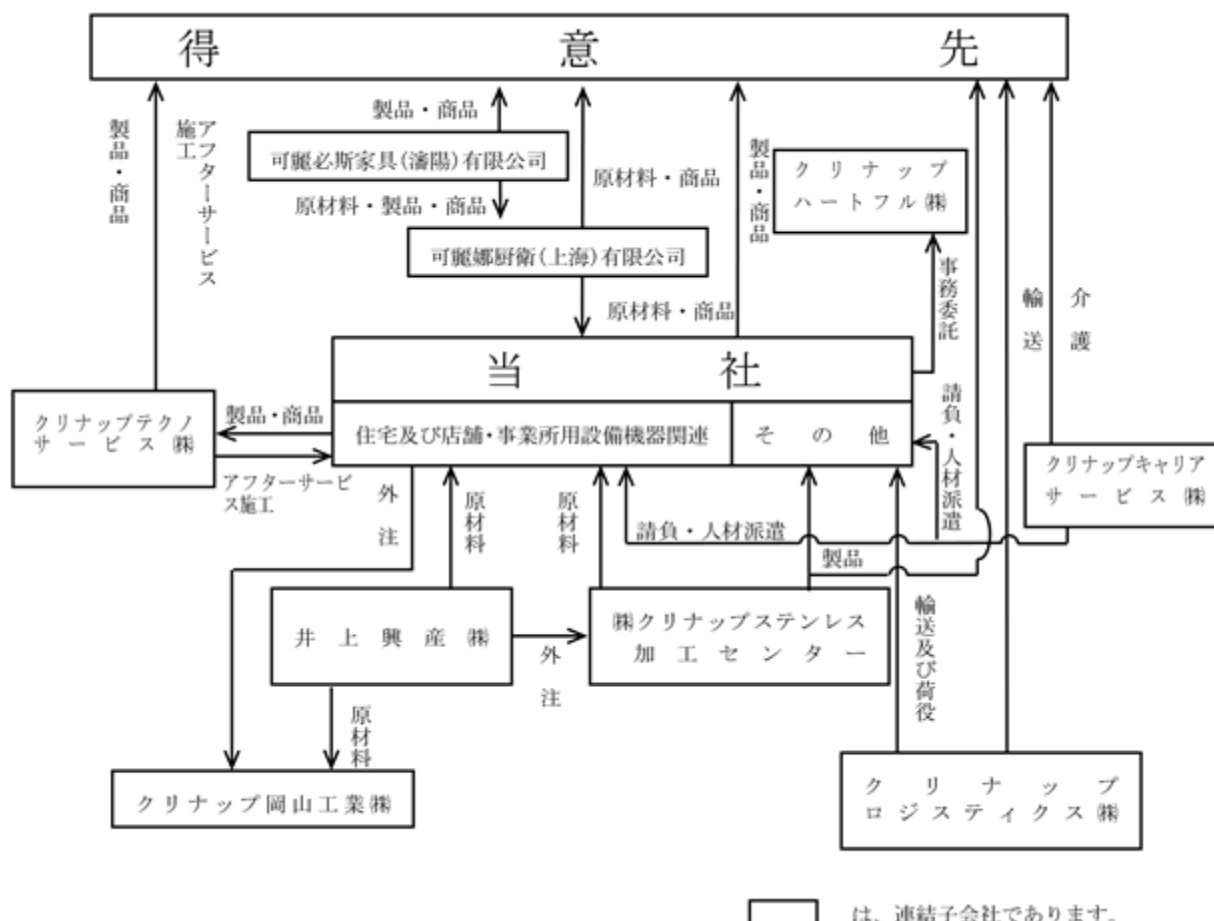 得意先
製品・商品
アフターサービス
施工
製品・商品
可麗必斯家具(瀋陽)有限公司
原材料・製品・商品
原材料・商品
可麗娜厨衛(上海)有限公司
原材料・商品
製品・商品
クリナップ
ハートフル㈱
事務委託
輸送
介護
当社
住宅及び店舗・事業所用設備機器関連
その他
クリナップテクノ
サービス㈱
製品・商品
アフターサービ
ス施工
外注
原材料
原材料
請負・人材派遣
請負・人材派遣
クリナップキャリア
サービス㈱
製品
井上興産㈱
外注
㈱クリナップステンレス
加工センター
輸送及び荷役
原材料
クリナップ岡山工業㈱
クリナップ
ロジスティクス㈱
は、連結子会社であります。